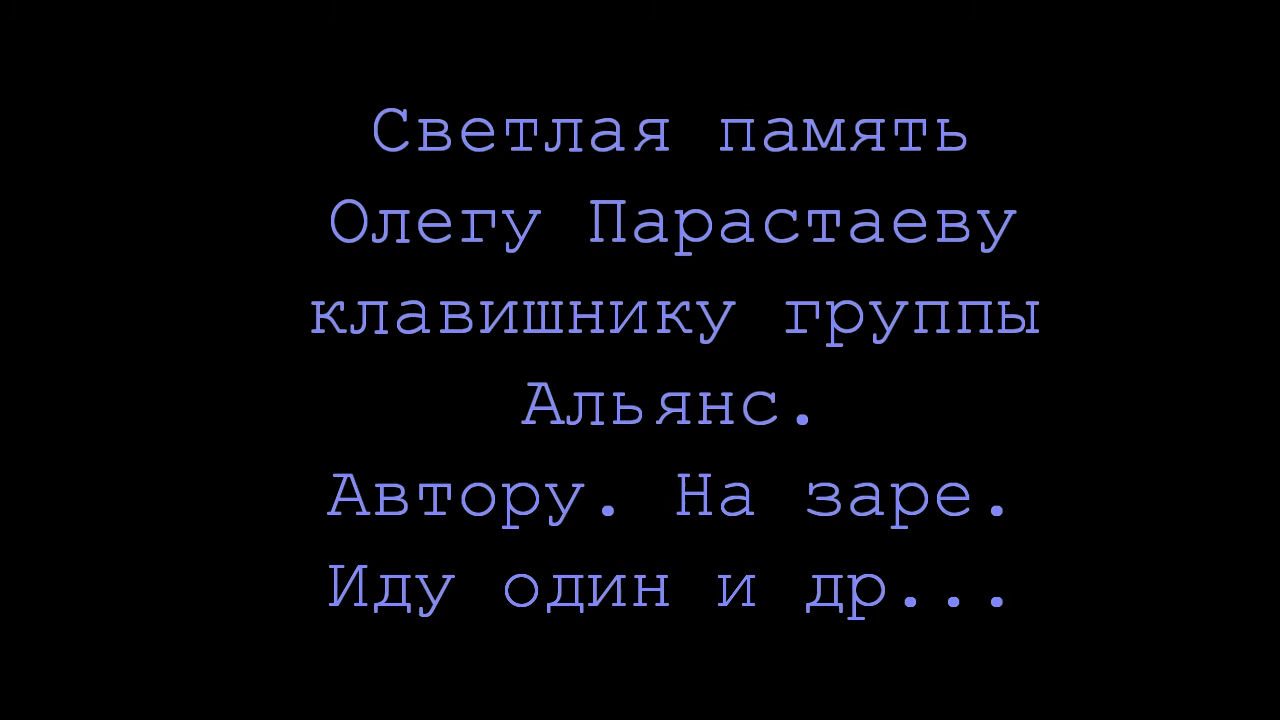 Светлая память
Олегу Парастаеву
клавишнику группы
Альянс.
Автору. На заре.
Иду один и др...